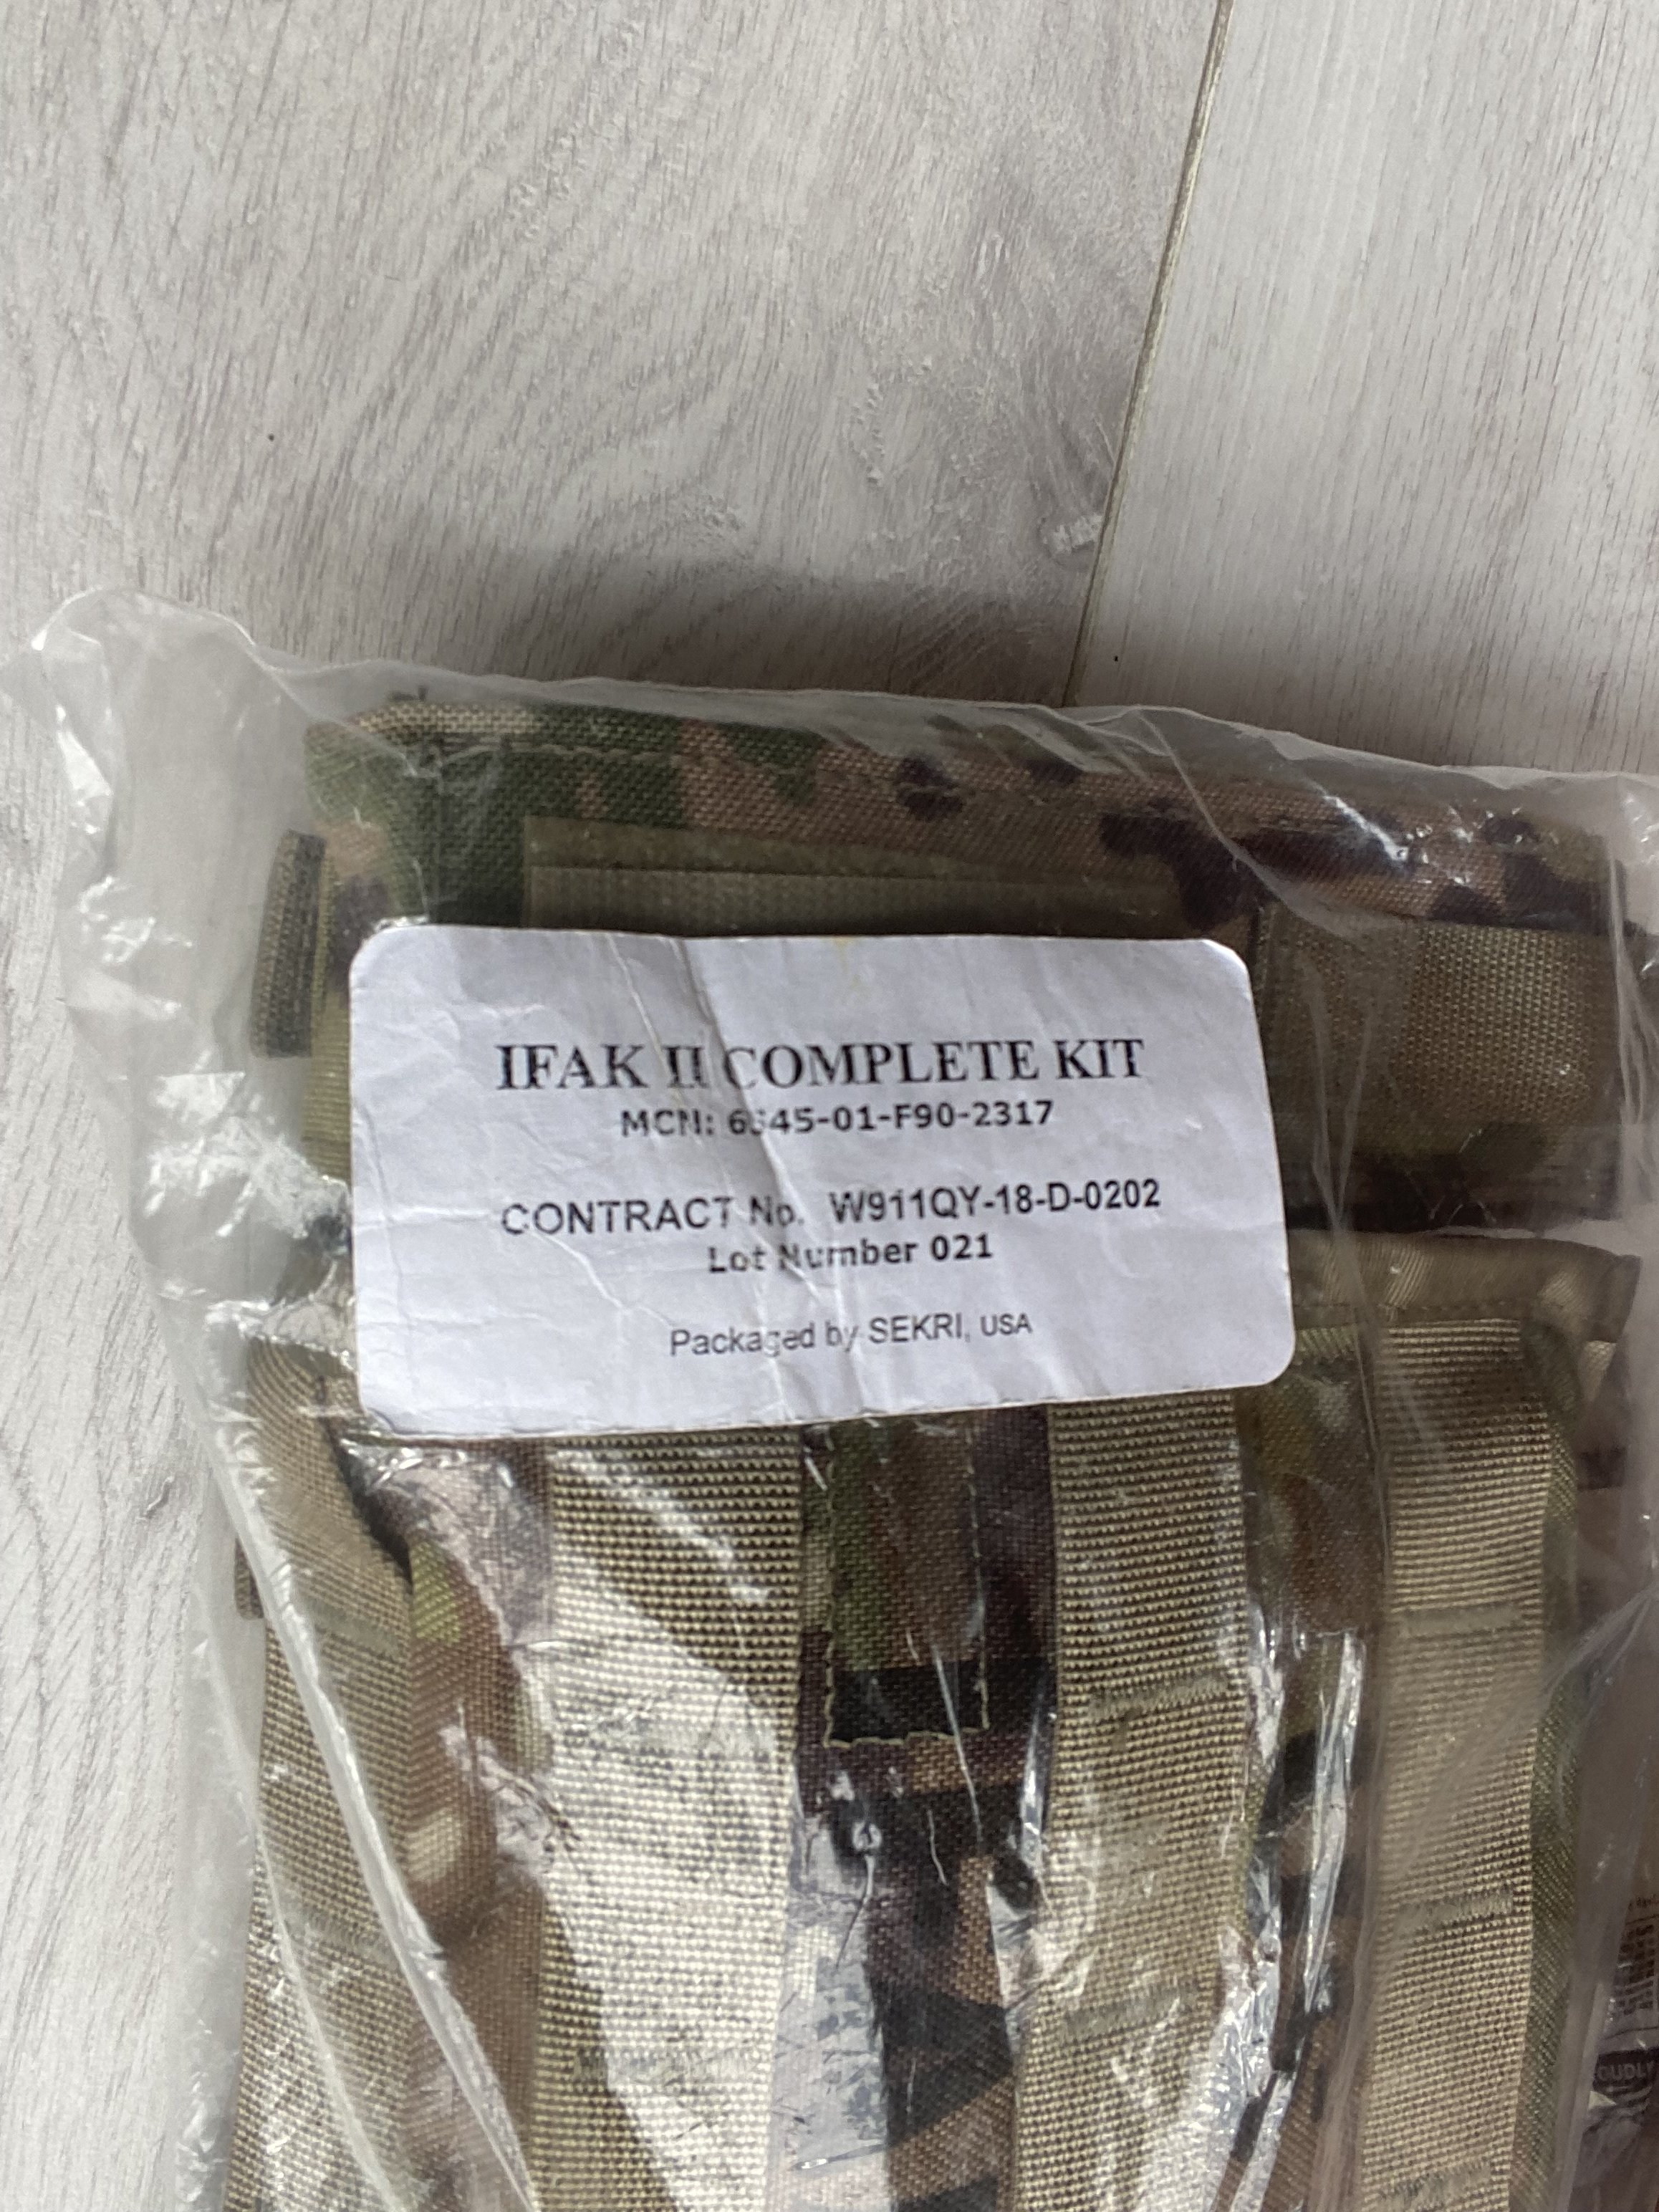 IFAK II COMPLETE KIT
MCN: 6545-01-F90-2317
CONTRACT No. W911QY-18-D-0202
Lot Number 021
Packaged by SEKRI, USA